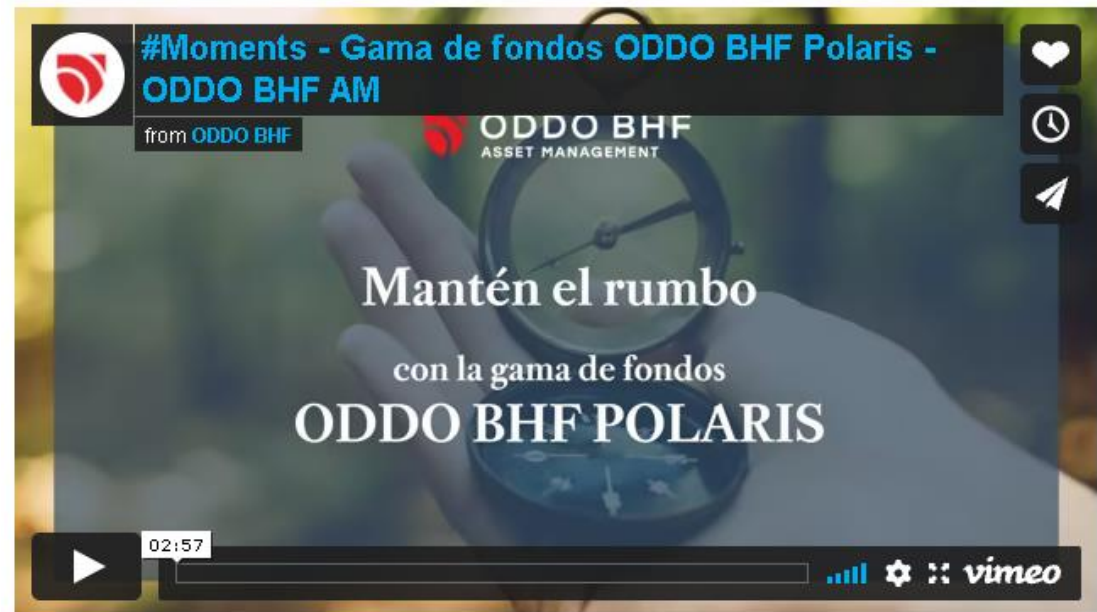 #Moments - Gama de fondos ODDO BHF Polaris -
ODDO BHF AM
from ODDO BHF
ODDO BHF
ASSET MANAGEMENT
Mantén el rumbo
con la gama de fondos
ODDO BHF POLARIS
02:57
vimeo